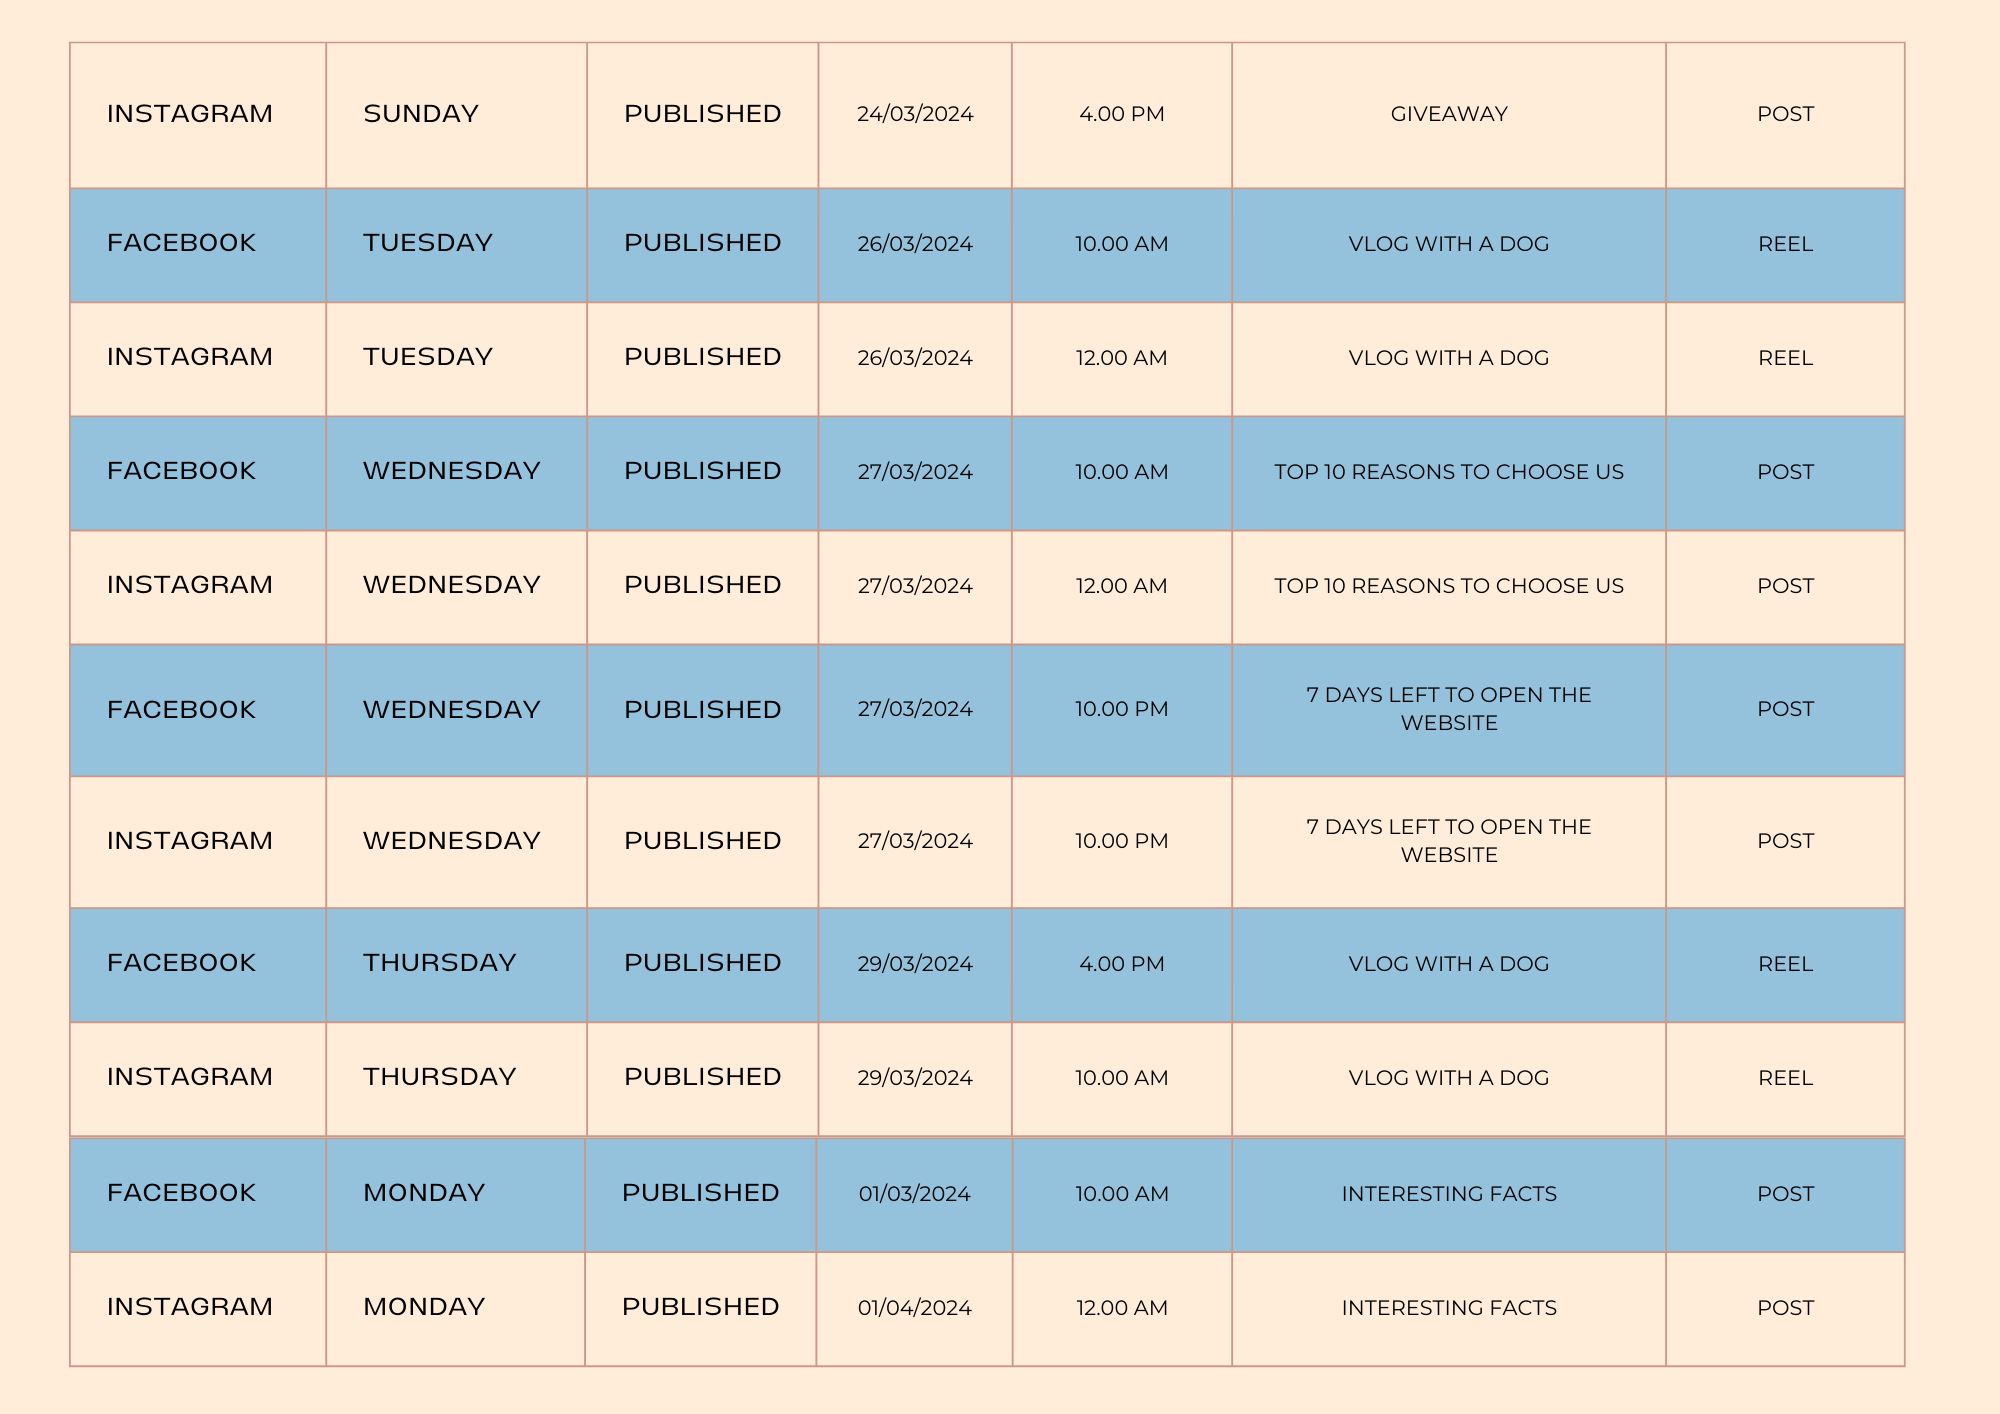 INSTAGRAM SUNDAY PUBLISHED 24/03/2024 4.00 PM GIVEAWAY POST
FACEBOOK TUESDAY PUBLISHED 26/03/2024 10.00 AM VLOG WITH A DOG REEL
INSTAGRAM TUESDAY PUBLISHED 26/03/2024 12.00 AM VLOG WITH A DOG REEL
FACEBOOK WEDNESDAY PUBLISHED 27/03/2024 10.00 AM TOP 10 REASONS TO CHOOSE US POST
INSTAGRAM WEDNESDAY PUBLISHED 27/03/2024 12.00 AM TOP 10 REASONS TO CHOOSE US POST
FACEBOOK WEDNESDAY PUBLISHED 27/03/2024 10.00 PM 7 DAYS LEFT TO OPEN THE
WEBSITE POST
INSTAGRAM WEDNESDAY PUBLISHED 27/03/2024 10.00 PM 7 DAYS LEFT TO OPEN THE
WEBSITE POST
FACEBOOK THURSDAY PUBLISHED 29/03/2024 4.00 PM VLOG WITH A DOG REEL
INSTAGRAM THURSDAY PUBLISHED 29/03/2024 10.00 AM VLOG WITH A DOG REEL
FACEBOOK MONDAY PUBLISHED 01/03/2024 10.00 AM INTERESTING FACTS POST
INSTAGRAM MONDAY PUBLISHED 01/04/2024 12.00 AM INTERESTING FACTS POST